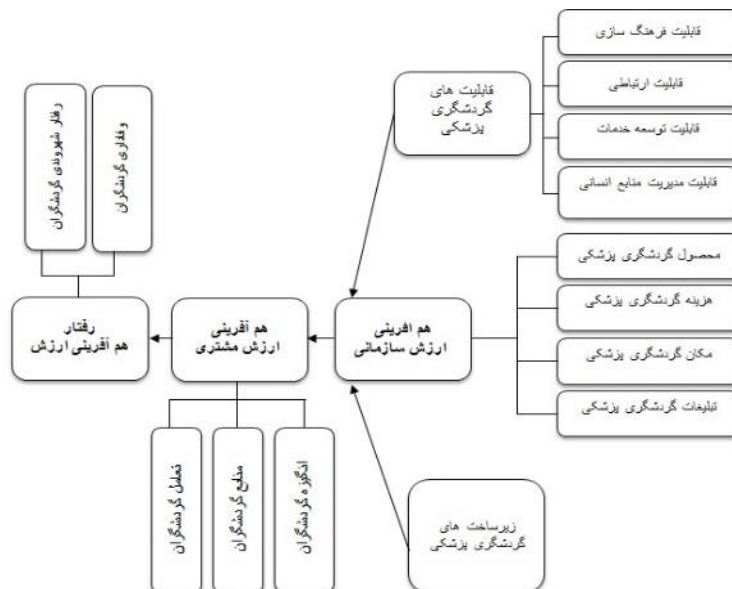 قابلیت فرهنگ سازی
قابلیت ارتباطی
قابلیت توسعه خدمات
قابلیت مدیریت منابع انسانی
قابلیت های
گردشگری
پزشکی
محصول گردشگری پزشکی
هزینه گردشگری پزشکی
مکان گردشگری پزشکی
تبلیغات گردشگری پزشکی
هم افرینی
ارزش سازمانی
زیرساخت های
گردشگری پزشکی
هم آفرینی
ارزش مشتری
انگیزه گردشگران
منابع گردشگران
تعامل گردشگران
رفتار
هم آفرینی ارزش
وفاداری گردشگران
رفتار شهروندی گردشگران